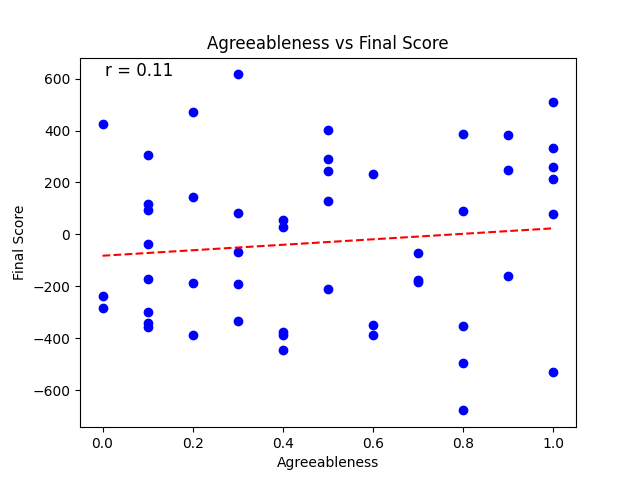 Agreeableness vs Final Score
r = 0.11
600
400
200
0
−200
−400
−600
Final Score
0.0 0.2 0.4 0.6 0.8 1.0
Agreeableness